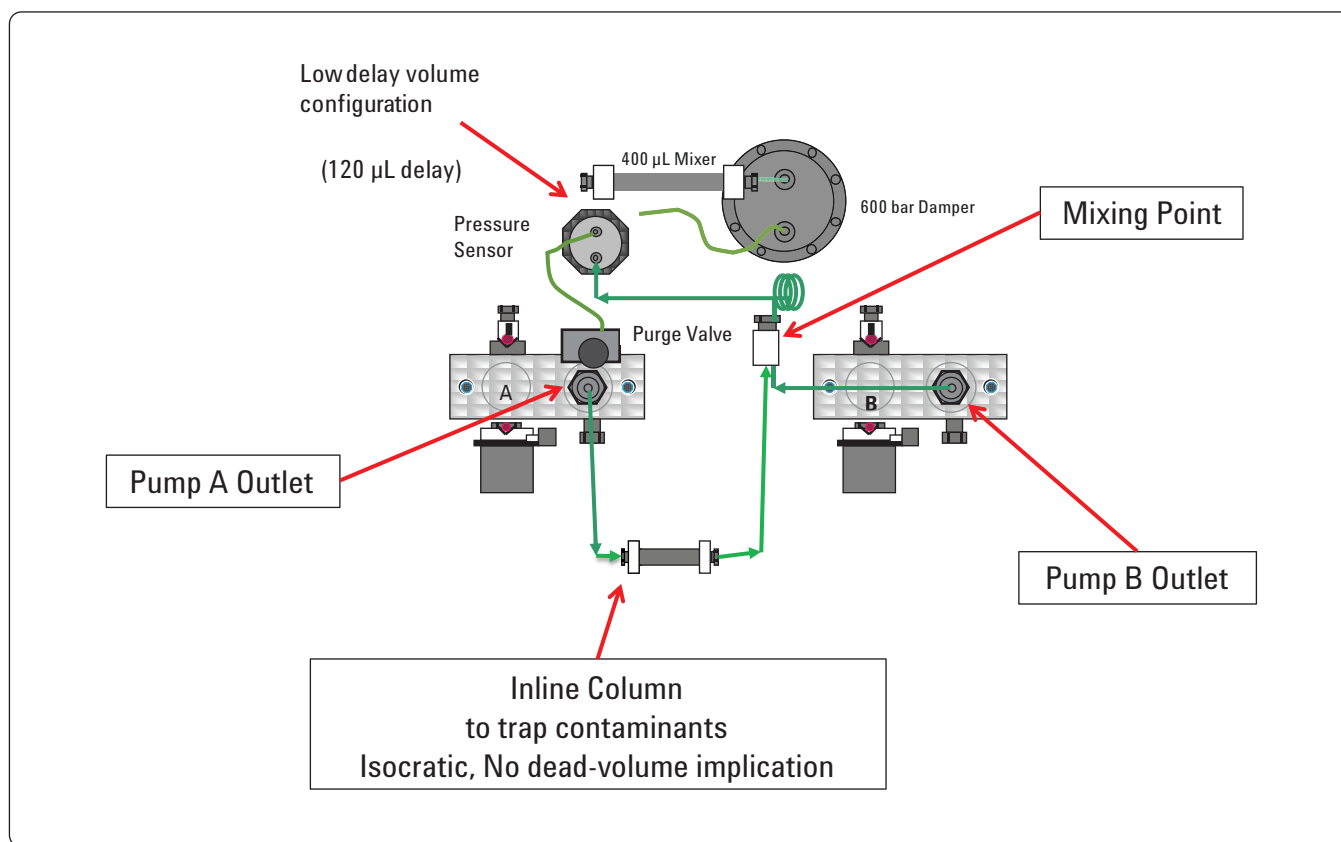 Low delay volume
configuration
(120 µL delay)
400 µL Mixer
600 bar Damper
Mixing Point
Pressure
Sensor
Purge Valve
A
B
Pump A Outlet
Pump B Outlet
Inline Column
to trap contaminants
Isocratic, No dead-volume implication